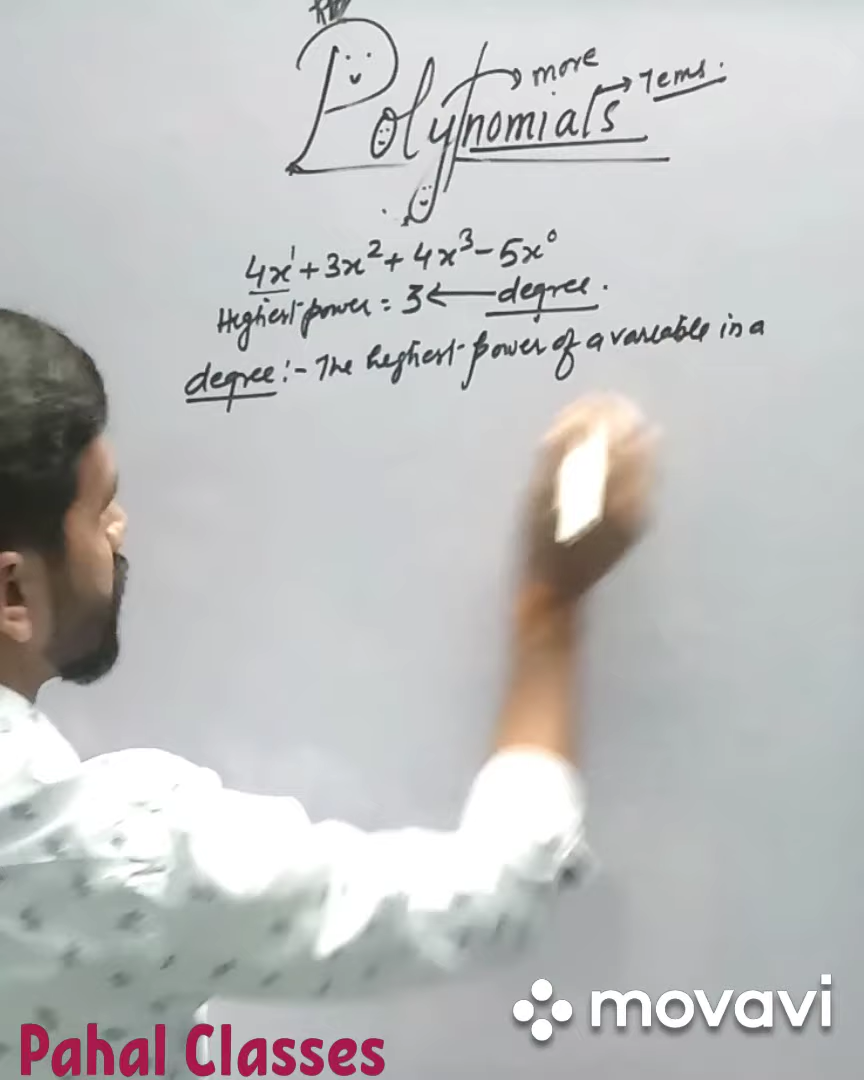 Polynomials
more
Tems.
4x¹ + 3x² + 4x³ - 5x⁰
Highest power = 3 ← degree.
degree :- The highest power of a variable in a
movavi
Pahal Classes